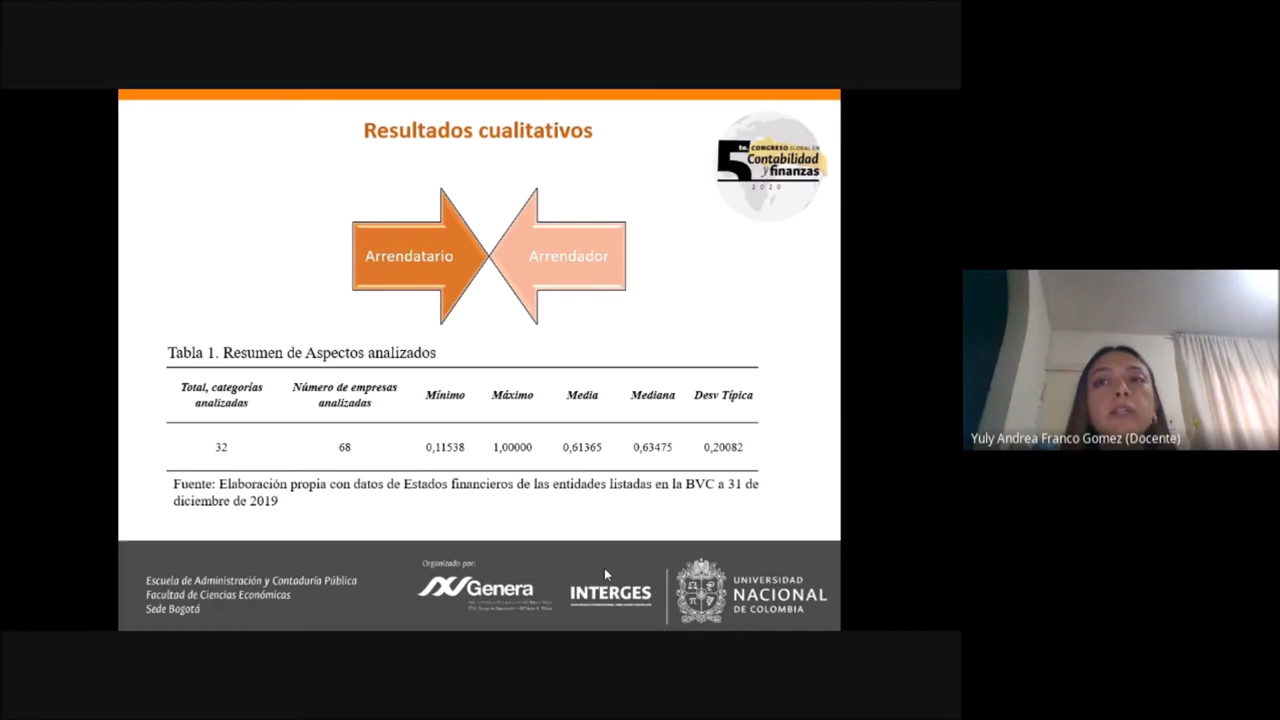 Resultados cualitativos
5to. CONGRESO GLOBAL EN
Contabilidad
y finanzas
2020
Arrendatario
Arrendador
Tabla 1. Resumen de Aspectos analizados
Total, categorías analizadas Número de empresas analizadas Mínimo Máximo Media Mediana Desv Típica
32 68 0,11538 1,00000 0,61365 0,63475 0,20082
Fuente: Elaboración propia con datos de Estados financieros de las entidades listadas en la BVC a 31 de
diciembre de 2019
Yuly Andrea Franco Gomez (Docente)
Escuela de Administración y Contaduría Pública
Facultad de Ciencias Económicas
Sede Bogotá
Organizado por:
Genera
INTERGES
UNIVERSIDAD
NACIONAL
DE COLOMBIA